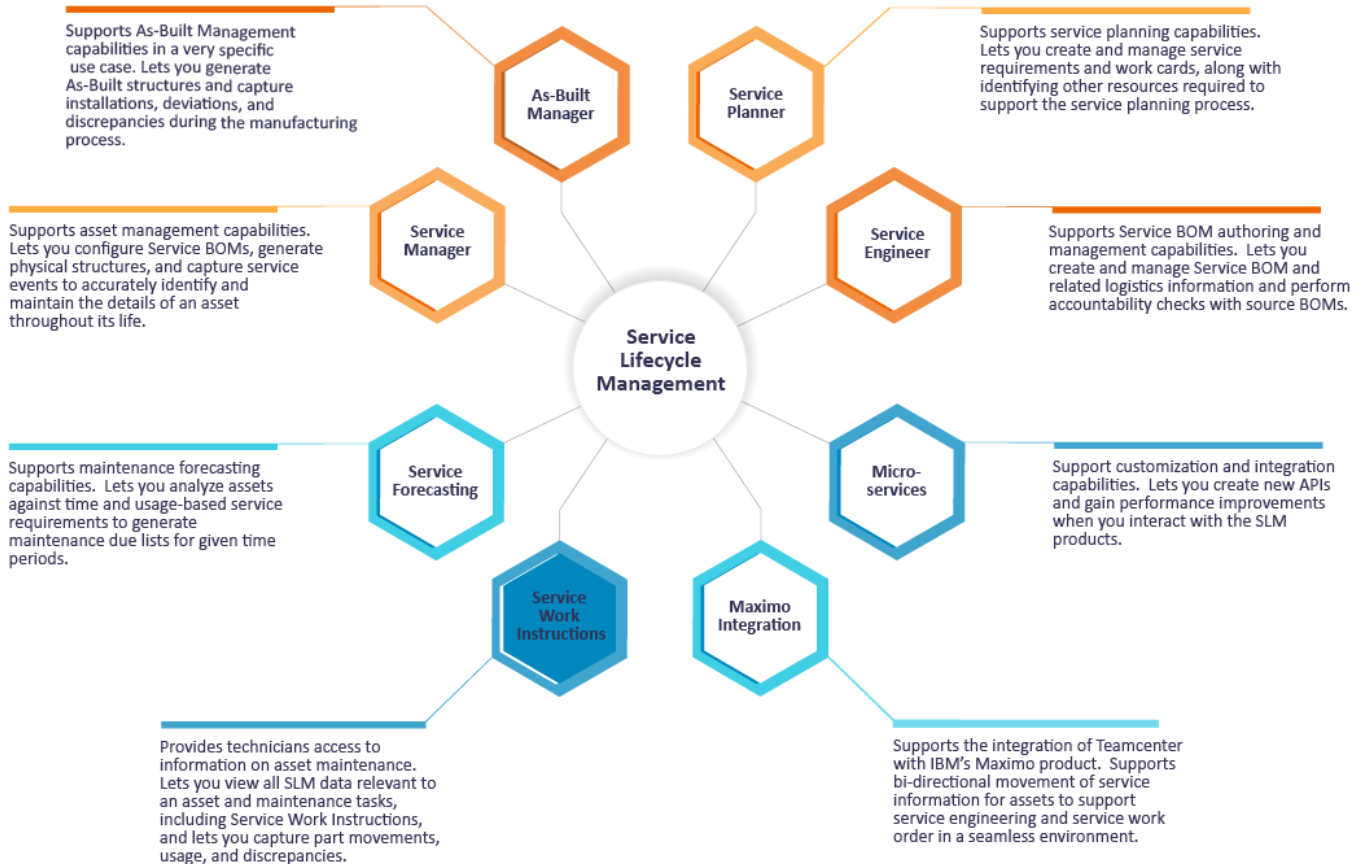 Supports As-Built Management
capabilities in a very specific
use case. Lets you generate
As-Built structures and capture
installations, deviations, and
discrepancies during the manufacturing
process.
As-Built
Manager
Service
Planner
Supports service planning capabilities.
Lets you create and manage service
requirements and work cards, along with
identifying other resources required to
support the service planning process.
Supports asset management capabilities.
Lets you configure Service BOMs, generate
physical structures, and capture service
events to accurately identify and
maintain the details of an asset
throughout its life.
Service
Manager
Service
Engineer
Supports Service BOM authoring and
management capabilities. Lets you
create and manage Service BOM and
related logistics information and perform
accountability checks with source BOMs.
Service
Lifecycle
Management
Supports maintenance forecasting
capabilities. Lets you analyze assets
against time and usage-based service
requirements to generate
maintenance due lists for given time
periods.
Service
Forecasting
Micro-
services
Support customization and integration
capabilities. Lets you create new APIs
and gain performance improvements
when you interact with the SLM
products.
Service
Work
Instructions
Maximo
Integration
Provides technicians access to
information on asset maintenance.
Lets you view all SLM data relevant to
an asset and maintenance tasks,
including Service Work Instructions,
and lets you capture part movements,
usage, and discrepancies.
Supports the integration of Teamcenter
with IBM's Maximo product. Supports
bi-directional movement of service
information for assets to support
service engineering and service work
order in a seamless environment.